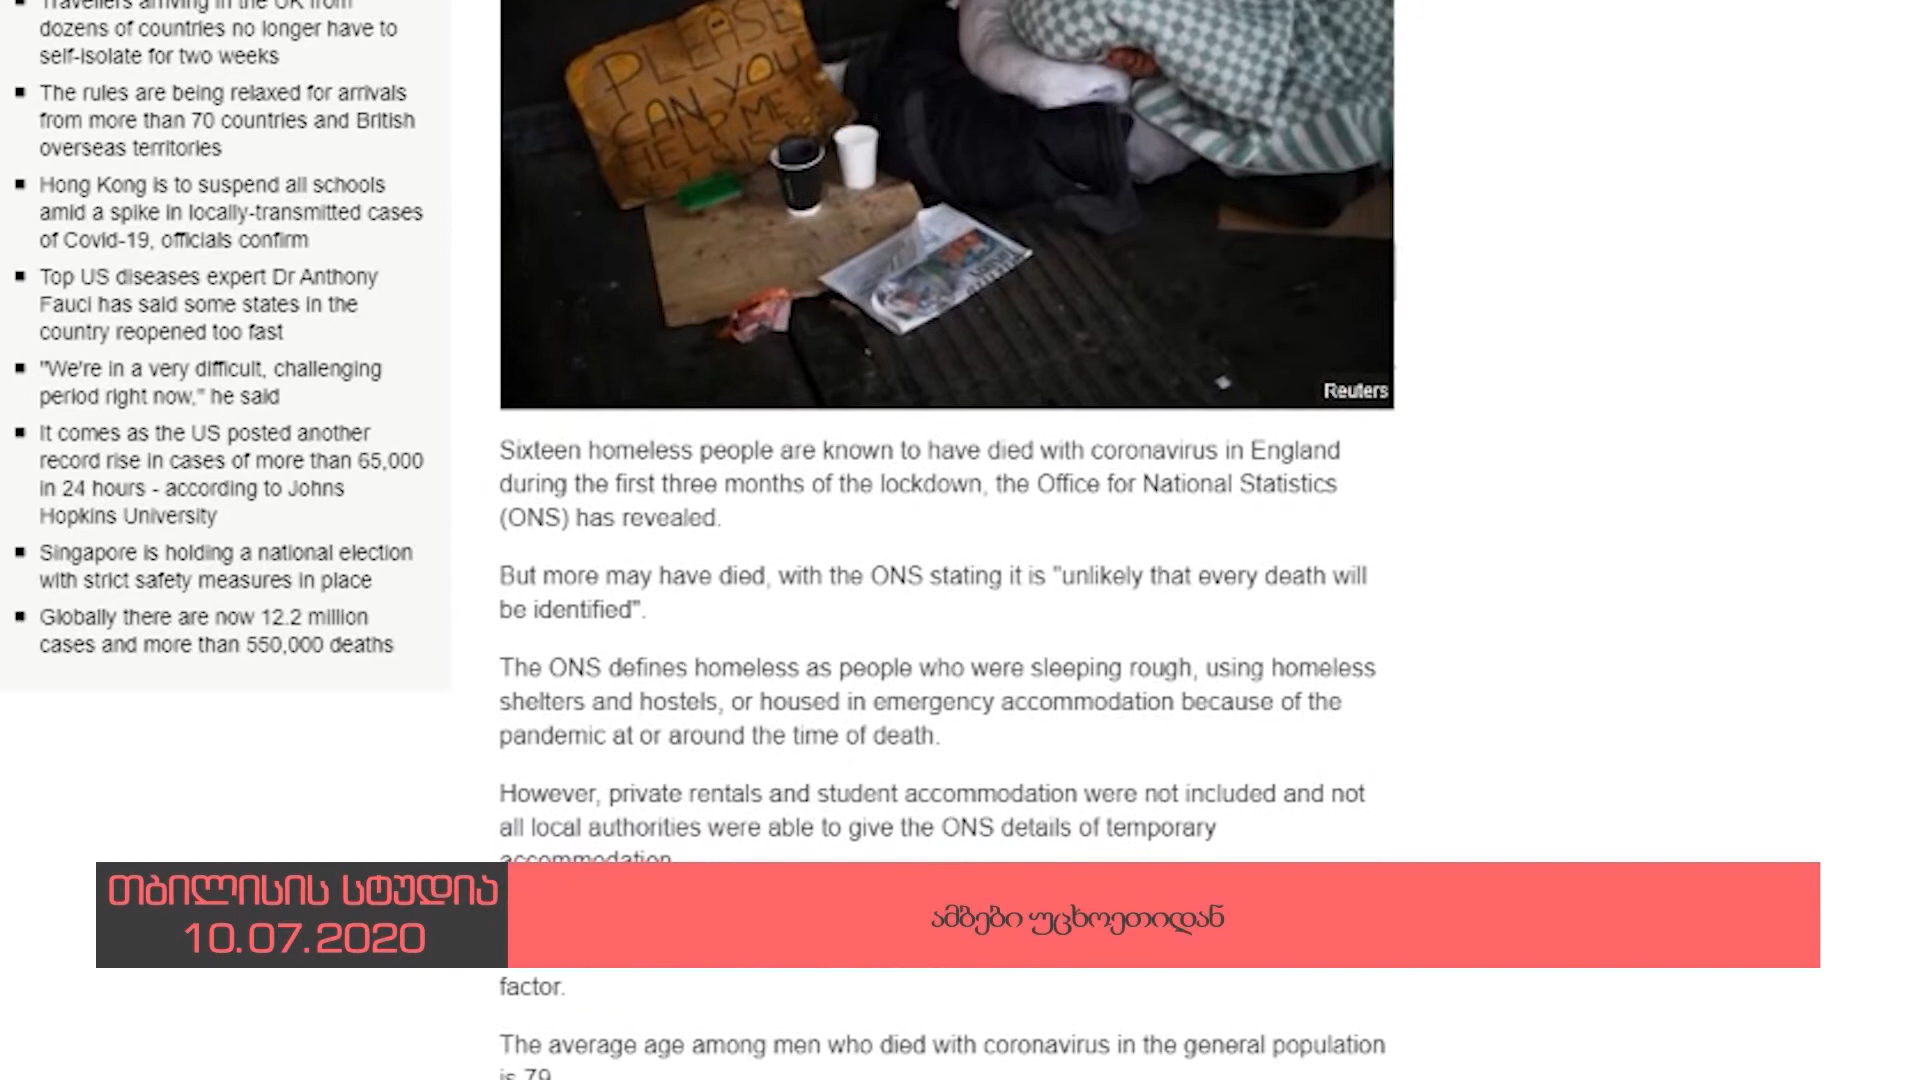 Travellers arriving in the UK from
dozens of countries no longer have to
self-isolate for two weeks
The rules are being relaxed for arrivals
from more than 70 countries and British
overseas territories
Hong Kong is to suspend all schools
amid a spike in locally-transmitted cases
of Covid-19, officials confirm
Top US diseases expert Dr Anthony
Fauci has said some states in the
country reopened too fast
"We're in a very difficult, challenging
period right now," he said
It comes as the US posted another
record rise in cases of more than 65,000
in 24 hours - according to Johns
Hopkins University
Singapore is holding a national election
with strict safety measures in place
Globally there are now 12.2 million
cases and more than 550,000 deaths
PLEASE
CAN YOU
HELP ME
Reuters
Sixteen homeless people are known to have died with coronavirus in England
during the first three months of the lockdown, the Office for National Statistics
(ONS) has revealed.
But more may have died, with the ONS stating it is "unlikely that every death will
be identified".
The ONS defines homeless as people who were sleeping rough, using homeless
shelters and hostels, or housed in emergency accommodation because of the
pandemic at or around the time of death.
However, private rentals and student accommodation were not included and not
all local authorities were able to give the ONS details of temporary
accommodation.
თბილისის სტუდია
10.07.2020
ამბები უცხოეთიდან
factor.
The average age among men who died with coronavirus in the general population
is 79